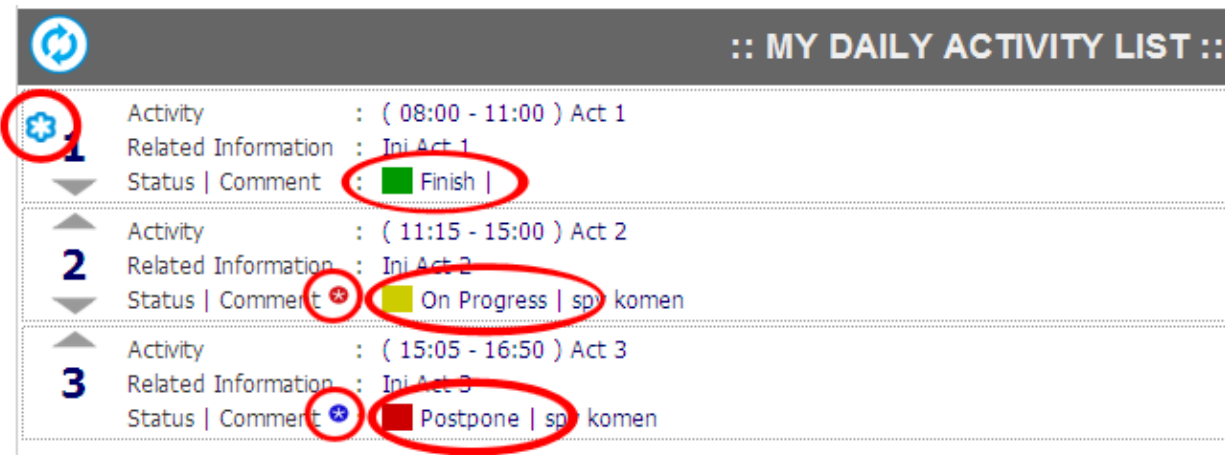 :: MY DAILY ACTIVITY LIST ::
1
Activity : ( 08:00 - 11:00 ) Act 1
Related Information : Ini Act 1
Status | Comment : Finish |
2
Activity : ( 11:15 - 15:00 ) Act 2
Related Information : Ini Act 2
Status | Comment : On Progress | spy komen
3
Activity : ( 15:05 - 16:50 ) Act 3
Related Information : Ini Act 3
Status | Comment : Postpone | spy komen